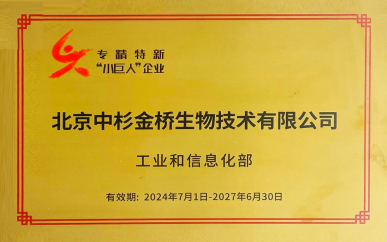 专精特新
“小巨人”企业
北京中杉金桥生物技术有限公司
工业和信息化部
有效期: 2024年7月1日-2027年6月30日